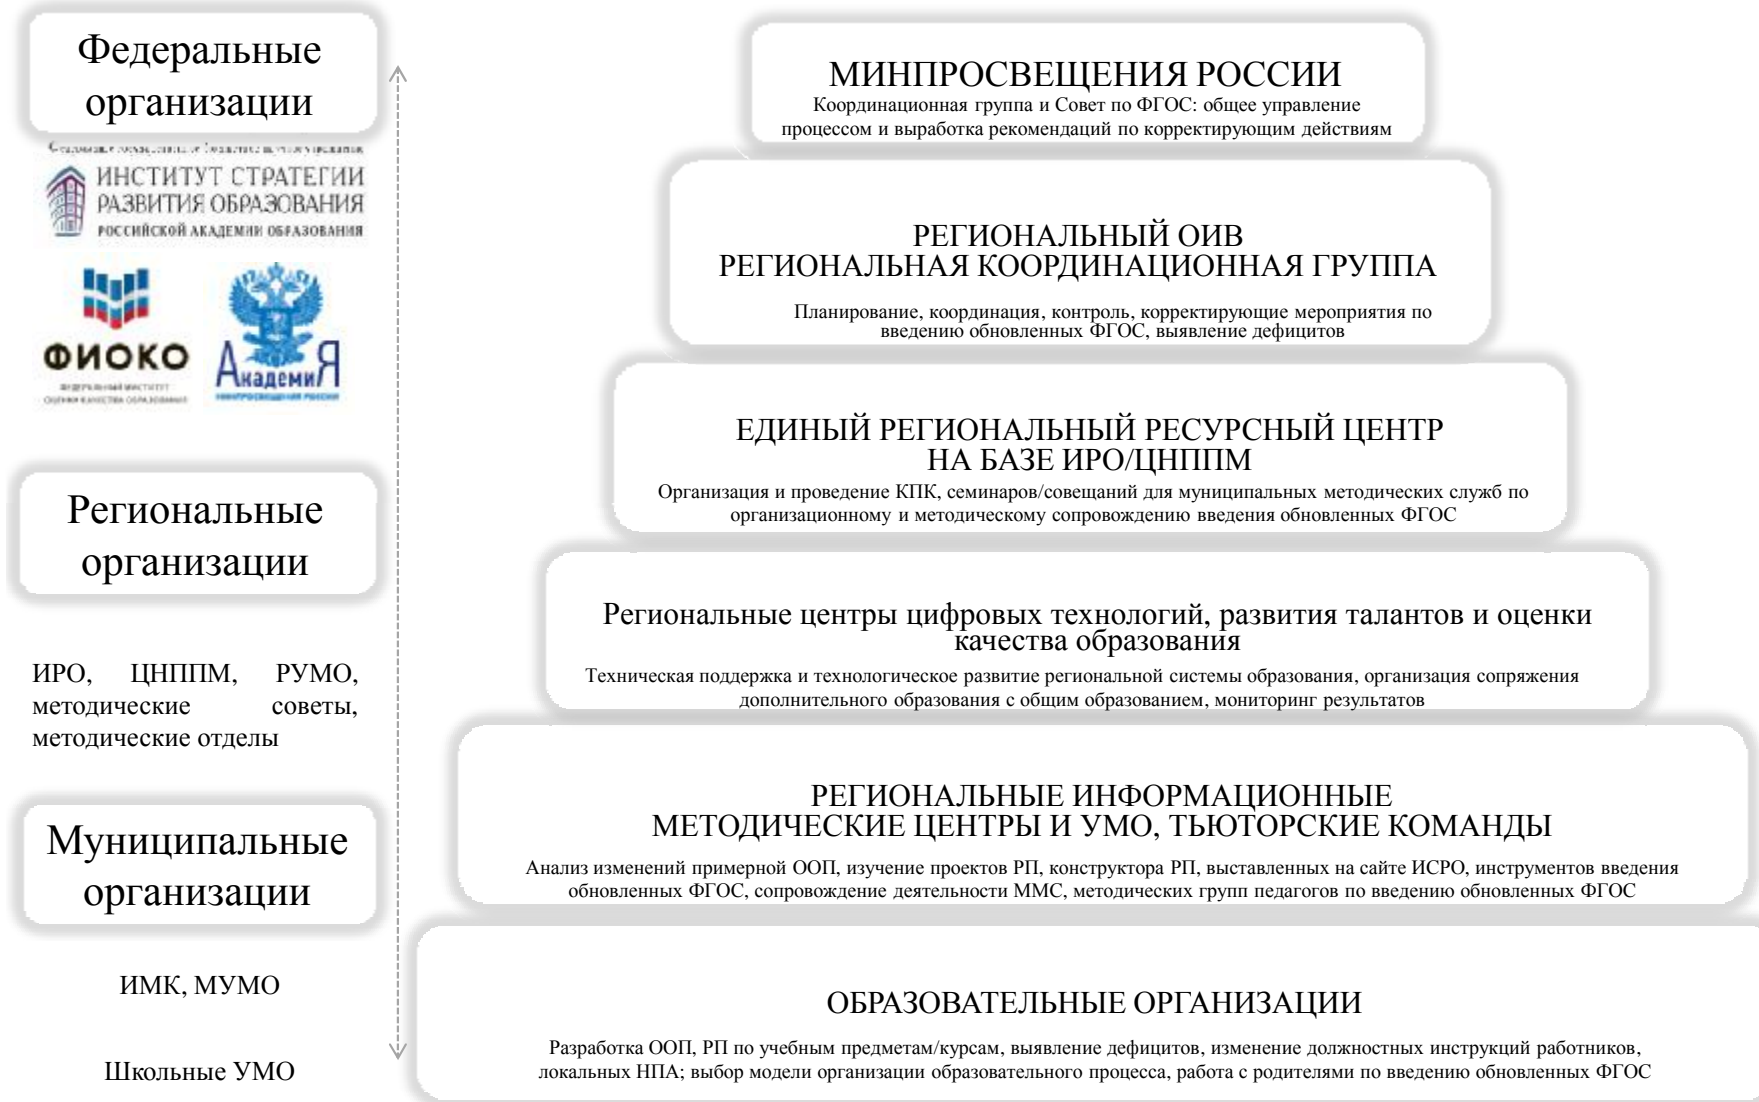 Федеральные
организации
ИНСТИТУТ СТРАТЕГИИ
РАЗВИТИЯ ОБРАЗОВАНИЯ
РОССИЙСКОЙ АКАДЕМИИ ОБРАЗОВАНИЯ
ФИОКО
ФЕДЕРАЛЬНЫЙ ИНСТИТУТ
ОЦЕНКИ КАЧЕСТВА ОБРАЗОВАНИЯ
АкадемиЯ
МИНПРОСВЕЩЕНИЯ РОССИИ
Региональные
организации
ИРО, ЦНППМ, РУМО,
методические советы,
методические отделы
Муниципальные
организации
ИМК, МУМО
Школьные УМО
МИНПРОСВЕЩЕНИЯ РОССИИ
Координационная группа и Совет по ФГОС: общее управление
процессом и выработка рекомендаций по корректирующим действиям
РЕГИОНАЛЬНЫЙ ОИВ
РЕГИОНАЛЬНАЯ КООРДИНАЦИОННАЯ ГРУППА
Планирование, координация, контроль, корректирующие мероприятия по
введению обновленных ФГОС, выявление дефицитов
ЕДИНЫЙ РЕГИОНАЛЬНЫЙ РЕСУРСНЫЙ ЦЕНТР
НА БАЗЕ ИРО/ЦНППМ
Организация и проведение КПК, семинаров/совещаний для муниципальных методических служб по
организационному и методическому сопровождению введения обновленных ФГОС
Региональные центры цифровых технологий, развития талантов и оценки
качества образования
Техническая поддержка и технологическое развитие региональной системы образования, организация сопряжения
дополнительного образования с общим образованием, мониторинг результатов
РЕГИОНАЛЬНЫЕ ИНФОРМАЦИОННЫЕ
МЕТОДИЧЕСКИЕ ЦЕНТРЫ И УМО, ТЬЮТОРСКИЕ КОМАНДЫ
Анализ изменений примерной ООП, изучение проектов РП, конструктора РП, выставленных на сайте ИСРО, инструментов введения
обновленных ФГОС, сопровождение деятельности ММС, методических групп педагогов по введению обновленных ФГОС
ОБРАЗОВАТЕЛЬНЫЕ ОРГАНИЗАЦИИ
Разработка ООП, РП по учебным предметам/курсам, выявление дефицитов, изменение должностных инструкций работников,
локальных НПА; выбор модели организации образовательного процесса, работа с родителями по введению обновленных ФГОС